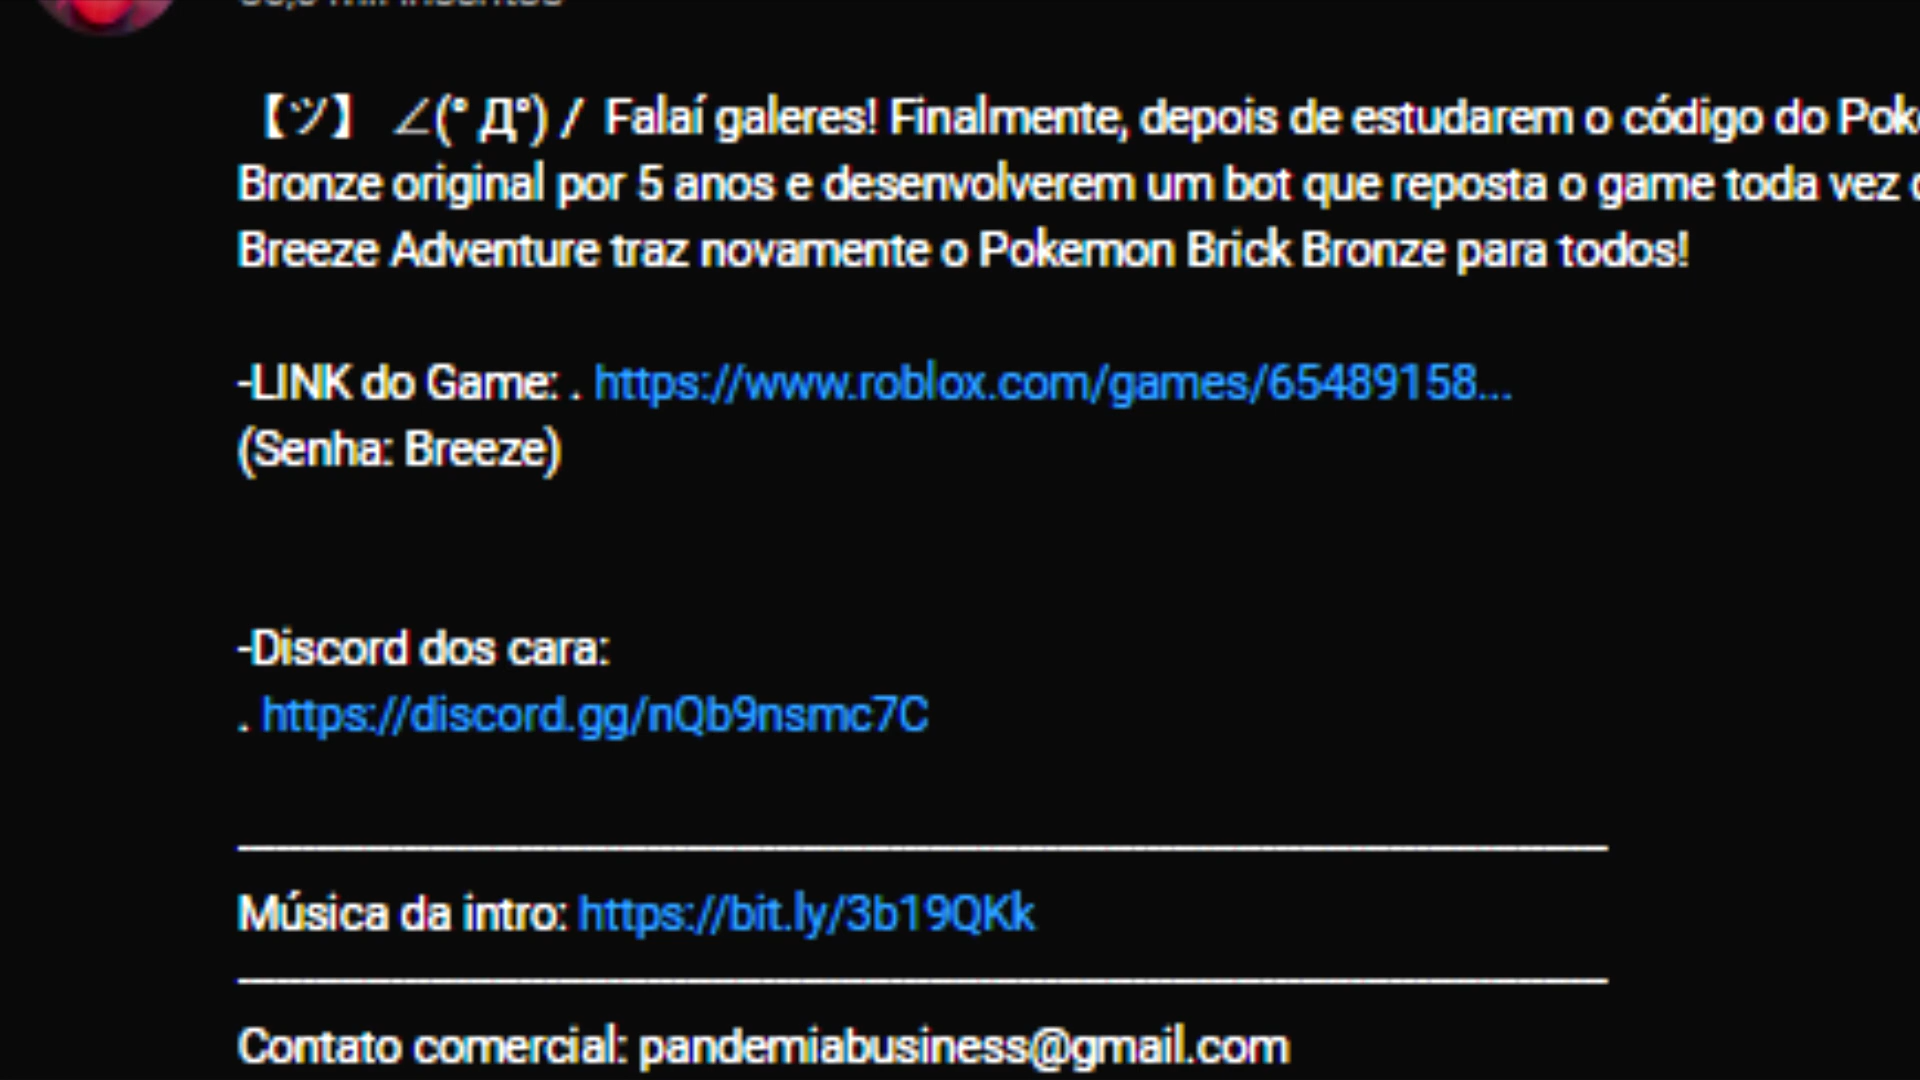 【ツ】 ∠(° Д°) / Falaí galeres! Finalmente, depois de estudarem o código do
Bronze original por 5 anos e desenvolverem um bot que reposta o game toda vez
Breeze Adventure traz novamente o Pokemon Brick Bronze para todos!
-LINK do Game: . https://www.roblox.com/games/65489158...
(Senha: Breeze)
-Discord dos cara:
. https://discord.gg/nQb9nsmc7C
Música da intro: https://bit.ly/3b19QKk
Contato comercial: pandemiabusiness@gmail.com